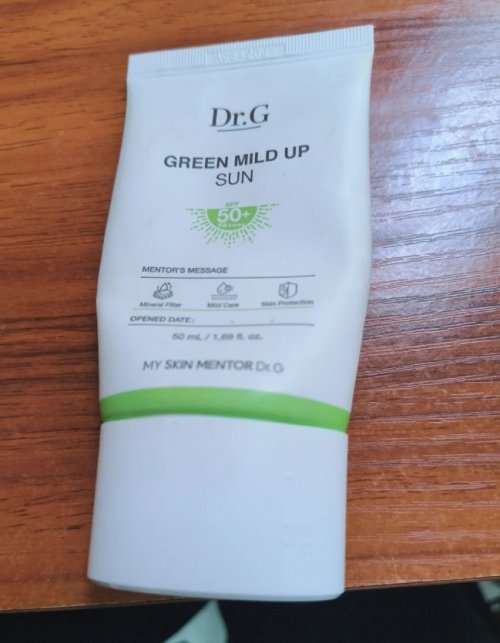 Dr.G
GREEN MILD UP
SUN
SPF
50+
MENTOR'S MESSAGE
Mineral Filter Mild Care Skin Protection
OPENED DATE: . .
50 mL / 1.69 fl. oz.
MY SKIN MENTOR Dr.G